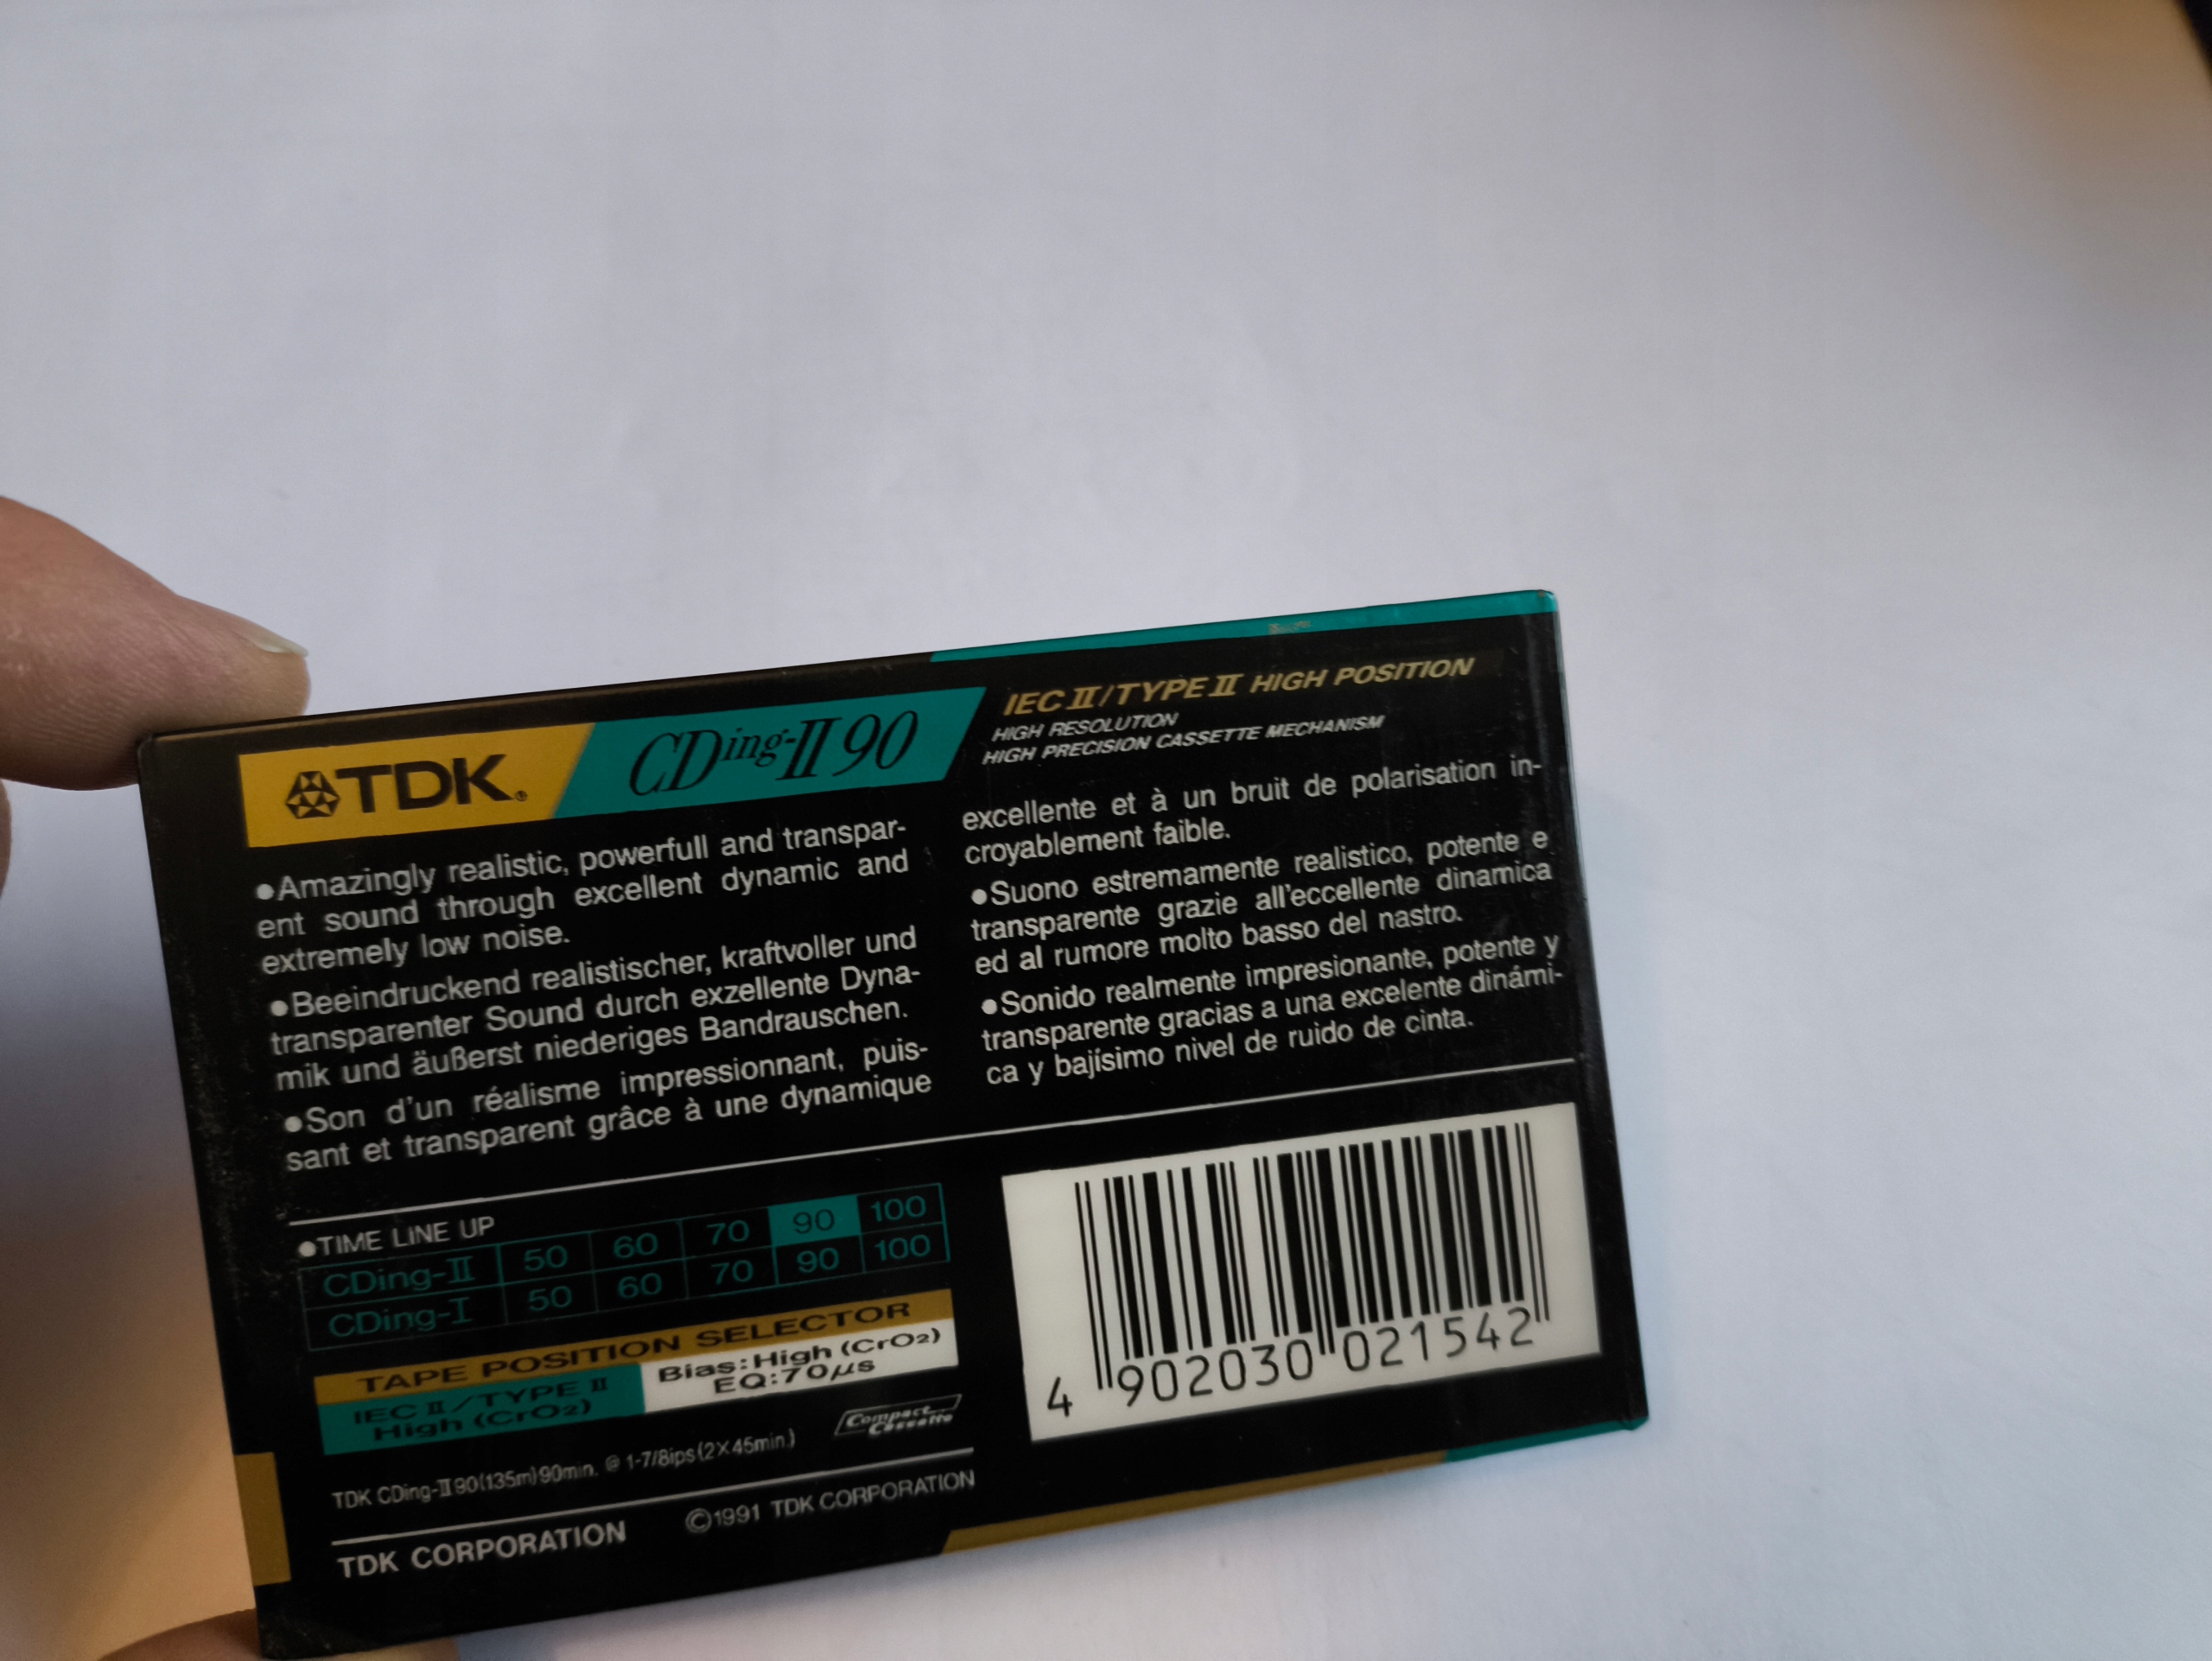 TDK®
CDing-II 90
IEC II/TYPE II HIGH POSITION
HIGH RESOLUTION
HIGH PRECISION CASSETTE MECHANISM
●Amazingly realistic, powerfull and transpar-
ent sound through excellent dynamic and
extremely low noise.
●Beeindruckend realistischer, kraftvoller und
transparenter Sound durch exzellente Dyna-
mik und äußerst niederiges Bandrauschen.
●Son d'un réalisme impressionnant, puis-
sant et transparent grâce à une dynamique
excellente et à un bruit de polarisation in-
croyablement faible.
●Suono estremamente realistico, potente e
transparente grazie all'eccellente dinamica
ed al rumore molto basso del nastro.
●Sonido realmente impresionante, potente y
transparente gracias a una excelente dinámi-
ca y bajísimo nivel de ruido de cinta.
●TIME LINE UP
CDing-II 50 60 70 90 100
CDing-I 50 60 70 90 100
TAPE POSITION SELECTOR
IEC II/TYPE II
High (CrO2)
Bias:High (CrO2)
EQ:70μs
TDK CDing-II 90(135m)90min. @ 1-7/8ips(2×45min.)
Compact
Cassette
TDK CORPORATION ©1991 TDK CORPORATION
4 902030 021542